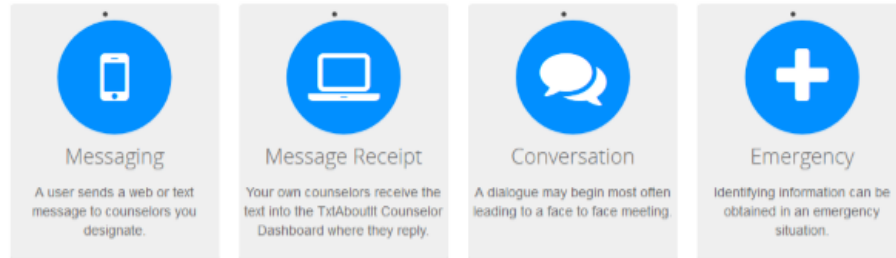 Messaging
A user sends a web or text
message to counselors you
designate.
Message Receipt
Your own counselors receive the
text into the TxtAboutIt Counselor
Dashboard where they reply.
Conversation
A dialogue may begin most often
leading to a face to face meeting.
Emergency
Identifying information can be
obtained in an emergency
situation.